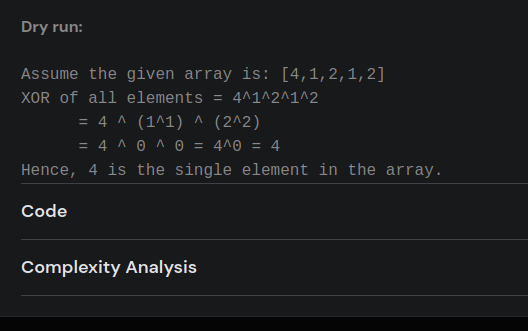 Dry run:
Assume the given array is: [4,1,2,1,2]
XOR of all elements = 4^1^2^1^2
= 4 ^ (1^1) ^ (2^2)
= 4 ^ 0 ^ 0 = 4^0 = 4
Hence, 4 is the single element in the array.
Code
Complexity Analysis